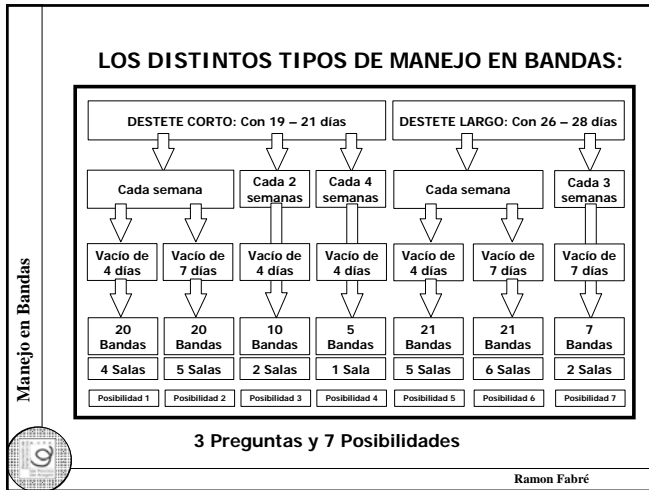 LOS DISTINTOS TIPOS DE MANEJO EN BANDAS:
DESTETE CORTO: Con 19 – 21 días
DESTETE LARGO: Con 26 – 28 días
Cada semana
Cada 2
semanas
Cada 4
semanas
Cada semana
Cada 3
semanas
Vacío de
4 días
Vacío de
7 días
Vacío de
4 días
Vacío de
4 días
Vacío de
4 días
Vacío de
7 días
Vacío de
7 días
20
Bandas
20
Bandas
10
Bandas
5
Bandas
21
Bandas
21
Bandas
7
Bandas
4 Salas
5 Salas
2 Salas
1 Sala
5 Salas
6 Salas
2 Salas
Posibilidad 1
Posibilidad 2
Posibilidad 3
Posibilidad 4
Posibilidad 5
Posibilidad 6
Posibilidad 7
3 Preguntas y 7 Posibilidades
Manejo en Bandas
Ramon Fabré